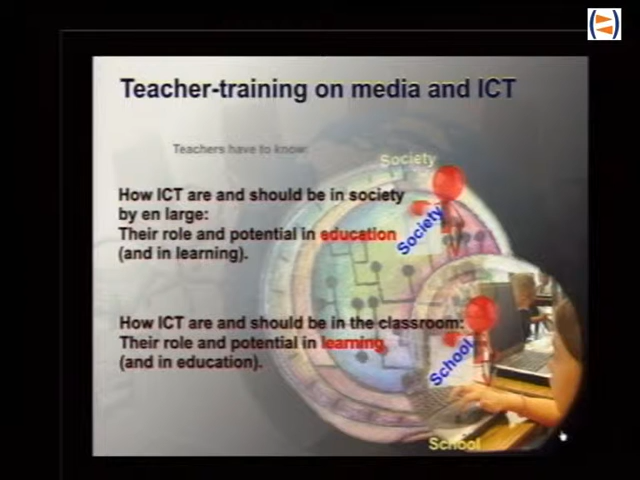 Teacher-training on media and ICT
Teachers have to know:
Society
How ICT are and should be in society
by en large:
Their role and potential in education
(and in learning).
Society
How ICT are and should be in the classroom:
Their role and potential in learning
(and in education).
School
School